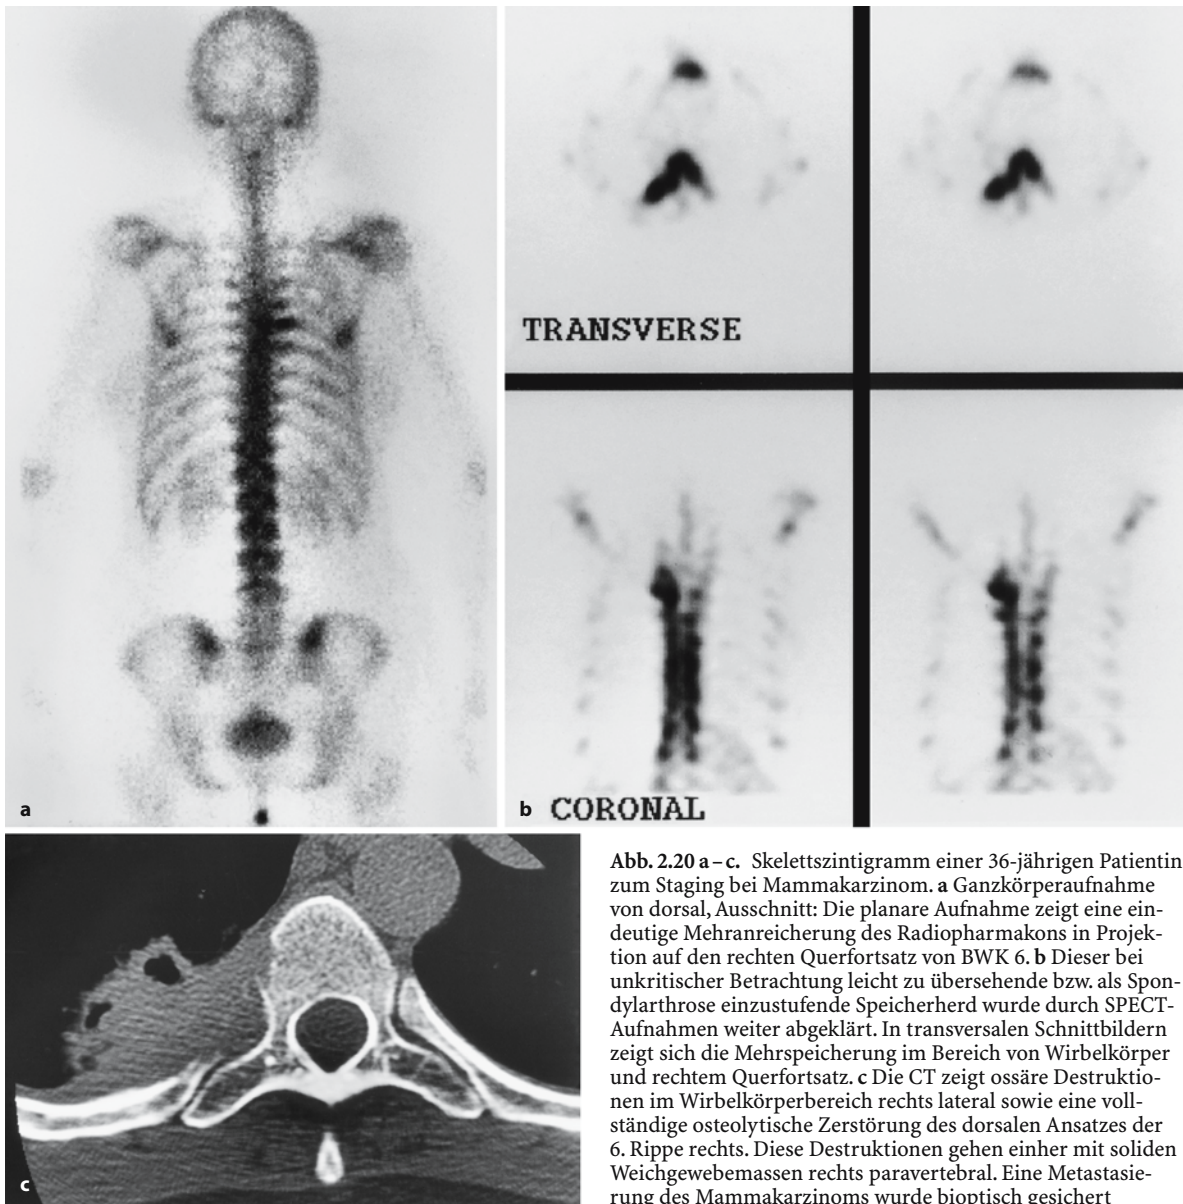 TRANSVERSE
a
b CORONAL
c
Abb. 2.20 a – c. Skelettszintigramm einer 36-jährigen Patientin
zum Staging bei Mammakarzinom. a Ganzkörperaufnahme
von dorsal, Ausschnitt: Die planare Aufnahme zeigt eine ein-
deutige Mehranreicherung des Radiopharmakons in Projek-
tion auf den rechten Querfortsatz von BWK 6. b Dieser bei
unkritischer Betrachtung leicht zu übersehende bzw. als Spon-
dylarthrose einzustufende Speicherherd wurde durch SPECT-
Aufnahmen weiter abgeklärt. In transversalen Schnittbildern
zeigt sich die Mehrspeicherung im Bereich von Wirbelkörper
und rechtem Querfortsatz. c Die CT zeigt ossäre Destruktio-
nen im Wirbelkörperbereich rechts lateral sowie eine voll-
ständige osteolytische Zerstörung des dorsalen Ansatzes der
6. Rippe rechts. Diese Destruktionen gehen einher mit soliden
Weichgewebemassen rechts paravertebral. Eine Metastasie-
rung des Mammakarzinoms wurde bioptisch gesichert